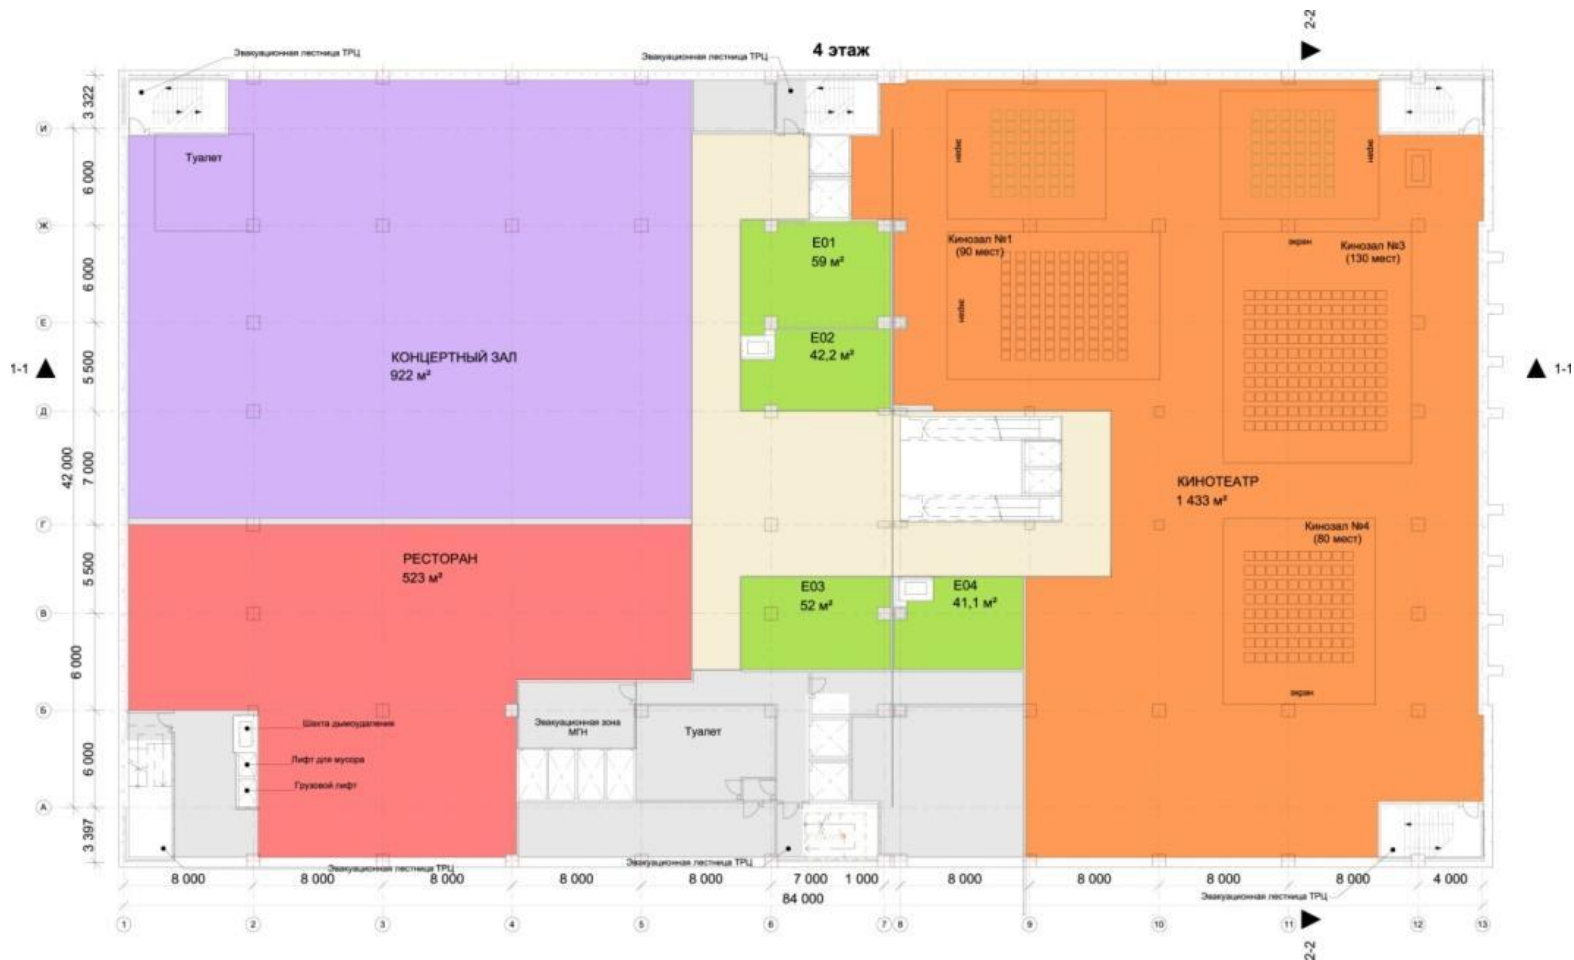 2-2
4 этаж
Эвакуационная лестница ТРЦ
Эвакуационная лестница ТРЦ
3 322
И
6 000
Туалет
экран
экран
Ж
6 000
Е01
59 м²
Кинозал №1
(90 мест)
экран
Кинозал №3
(130 мест)
экран
Е
5 500
Е02
42,2 м²
КОНЦЕРТНЫЙ ЗАЛ
922 м²
1-1
1-1
Д
42 000
7 000
КИНОТЕАТР
1 433 м²
Г
Кинозал №4
(80 мест)
5 500
РЕСТОРАН
523 м²
Е03
52 м²
Е04
41,1 м²
В
6 000
экран
Б
Шахта дымоудаления
Эвакуационная зона
МГН
Туалет
6 000
Лифт для мусора
Грузовой лифт
А
3 397
Эвакуационная лестница ТРЦ
Эвакуационная лестница ТРЦ
8 000
8 000
8 000
8 000
8 000
7 000
1 000
8 000
8 000
8 000
8 000
4 000
84 000
Эвакуационная лестница ТРЦ
1
2
3
4
5
6
7
8
9
10
11
12
13
2-2